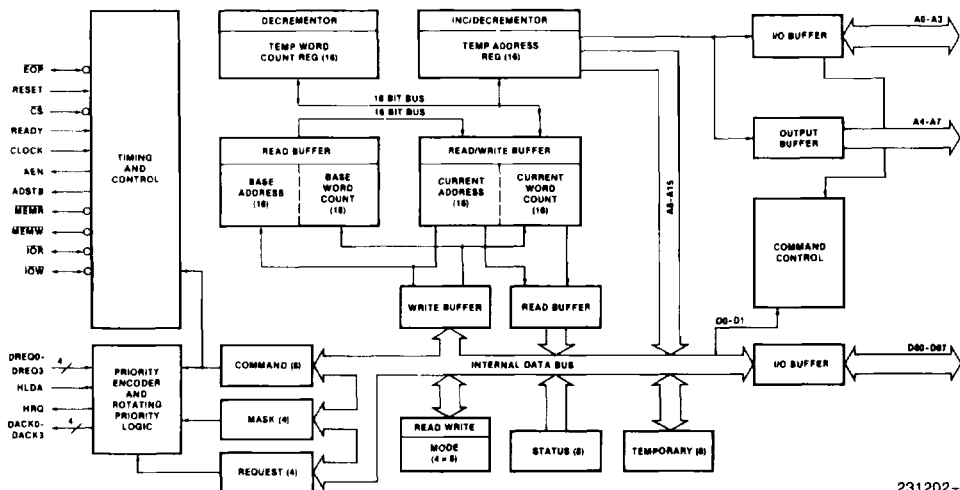 DECREMENTOR
TEMP WORD
COUNT REG (16)
INC/DECREMENTOR
TEMP ADDRESS
REG (16)
I/O BUFFER
A0-A3
OUTPUT
BUFFER
A4-A7
16 BIT BUS
16 BIT BUS
EOP
RESET
CS
READY
CLOCK
AEN
ADSTB
MEMR
MEMW
IOR
IOW
TIMING
AND
CONTROL
READ BUFFER
BASE
ADDRESS
(16)
BASE
WORD
COUNT
(16)
READ/WRITE BUFFER
CURRENT
ADDRESS
(16)
CURRENT
WORD
COUNT
(16)
A8-A15
COMMAND
CONTROL
WRITE BUFFER
READ BUFFER
D0-D1
DREQ0-
DREQ3
4
HLDA
HRQ
DACK0-
DACK3
4
PRIORITY
ENCODER
AND
ROTATING
PRIORITY
LOGIC
COMMAND (8)
MASK (4)
REQUEST (4)
INTERNAL DATA BUS
I/O BUFFER
DB0-DB7
READ WRITE
MODE
(4 × 6)
STATUS (8)
TEMPORARY (8)